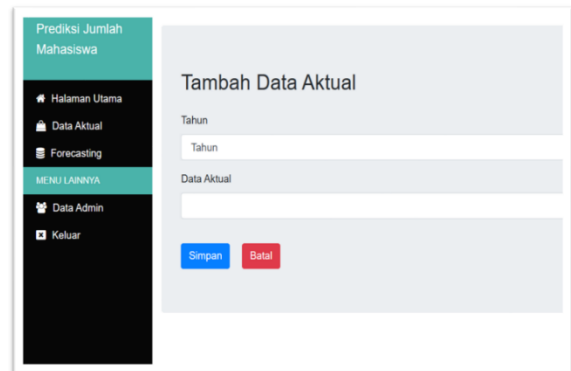 Prediksi Jumlah
Mahasiswa
Halaman Utama
Data Aktual
Forecasting
MENU LAINNYA
Data Admin
Keluar
Tambah Data Aktual
Tahun
Tahun
Data Aktual
Simpan Batal